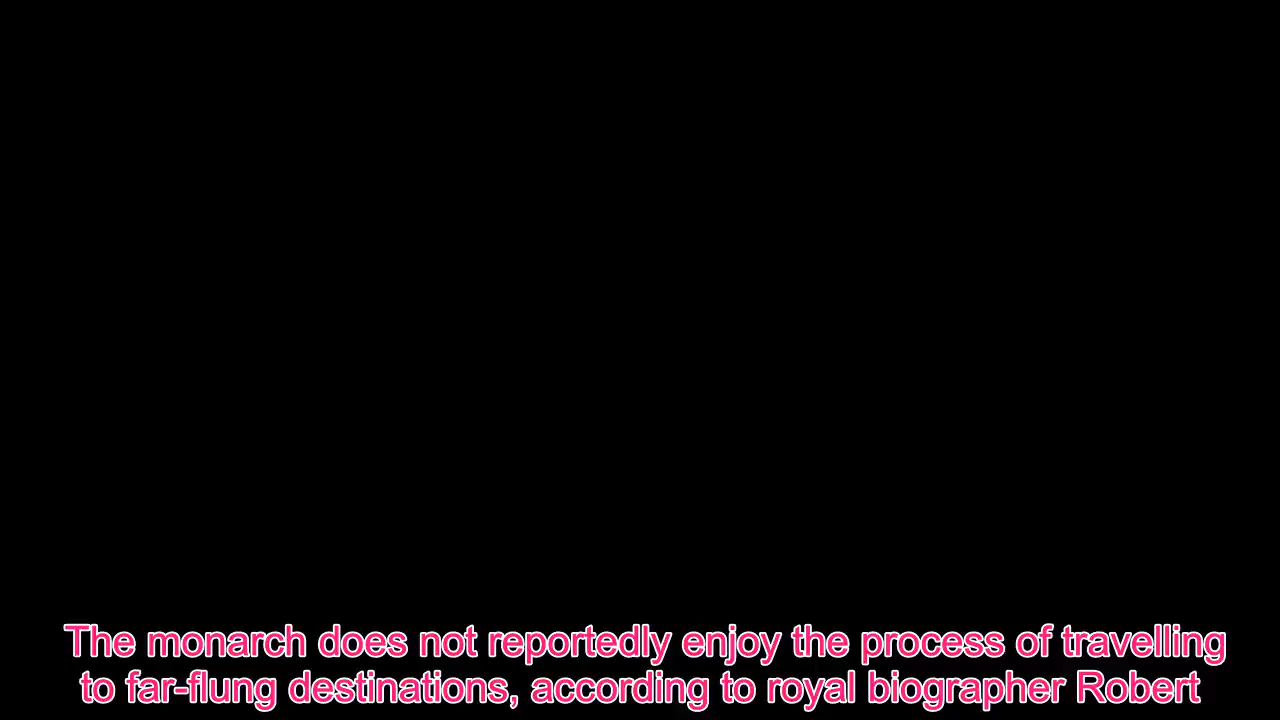 The monarch does not reportedly enjoy the process of travelling
to far-flung destinations, according to royal biographer Robert